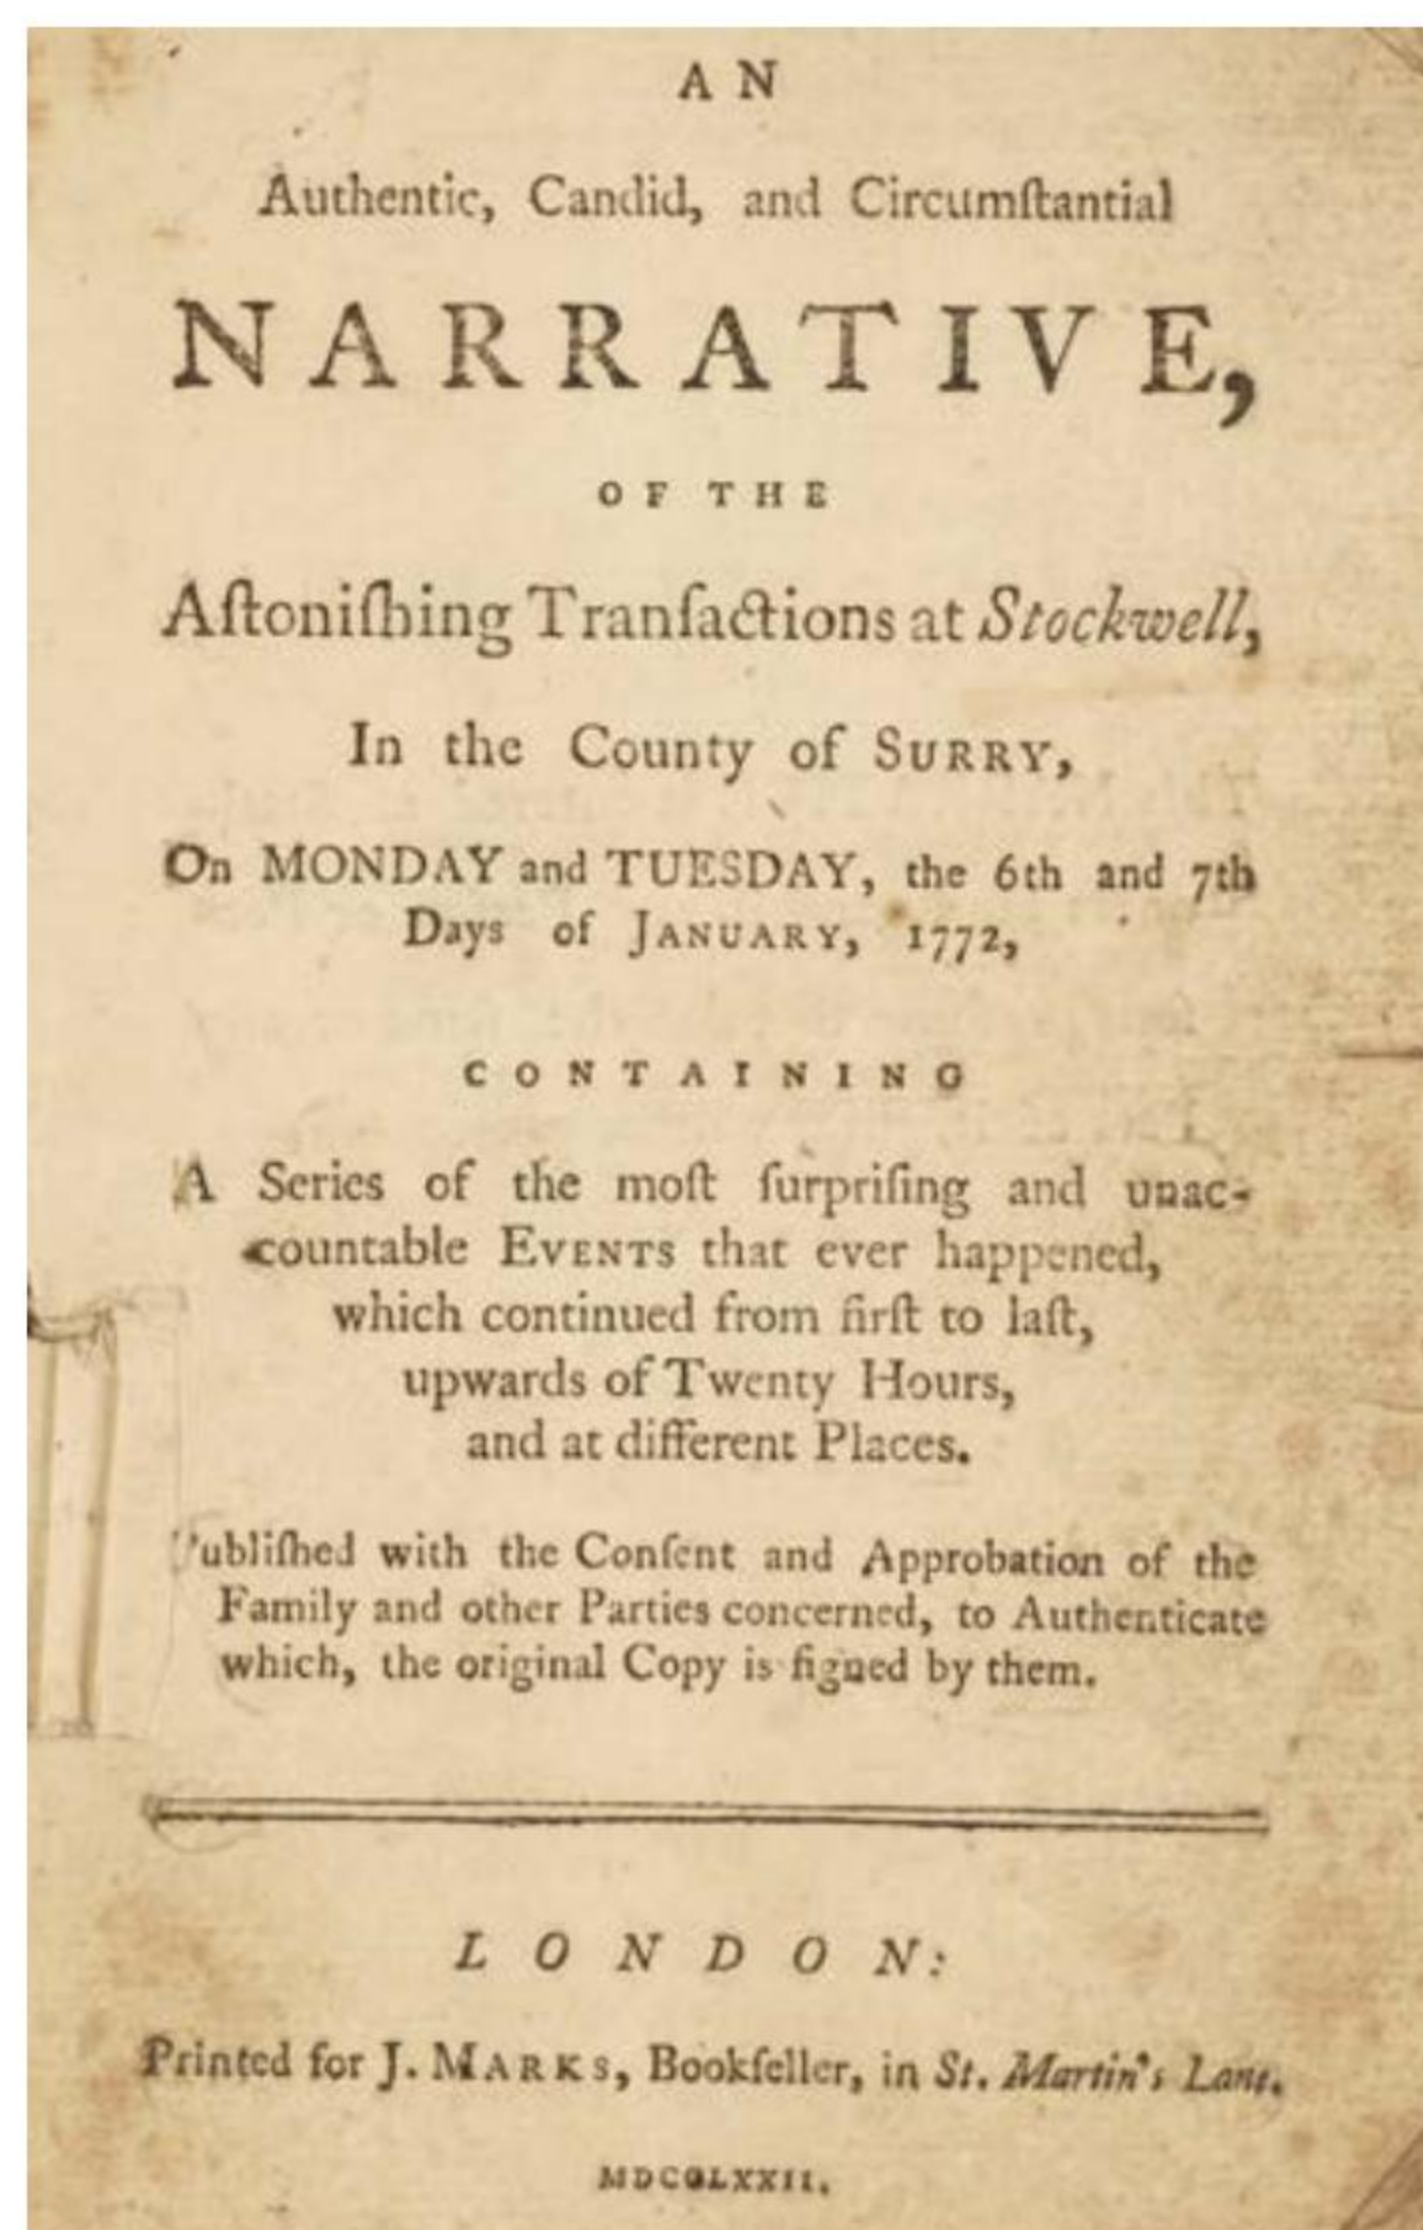 AN
Authentic, Candid, and Circumſtantial
NARRATIVE,
OF THE
Aſtoniſhing Tranſactions at Stockwell,
In the County of SURRY,
On MONDAY and TUESDAY, the 6th and 7th
Days of JANUARY, 1772,
CONTAINING
A Series of the moſt ſurpriſing and unac-
countable EVENTS that ever happened,
which continued from firſt to laſt,
upwards of Twenty Hours,
and at different Places.
Publiſhed with the Conſent and Approbation of the
Family and other Parties concerned, to Authenticate
which, the original Copy is ſigned by them.
LONDON:
Printed for J. MARKS, Bookſeller, in St. Martin's Lane.
MDCCLXXII.